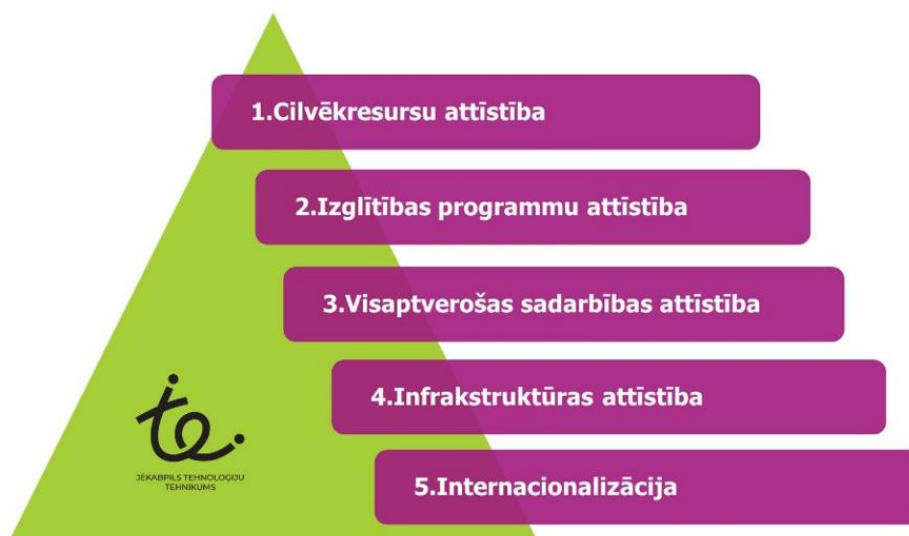 1.Cilvēkresursu attīstība
2.Izglītības programmu attīstība
3.Visaptverošas sadarbības attīstība
4.Infrakstruktūras attīstība
5.Internacionalizācija
JĒKABPILS TEHNOLOĢIJU
TEHNIKUMS